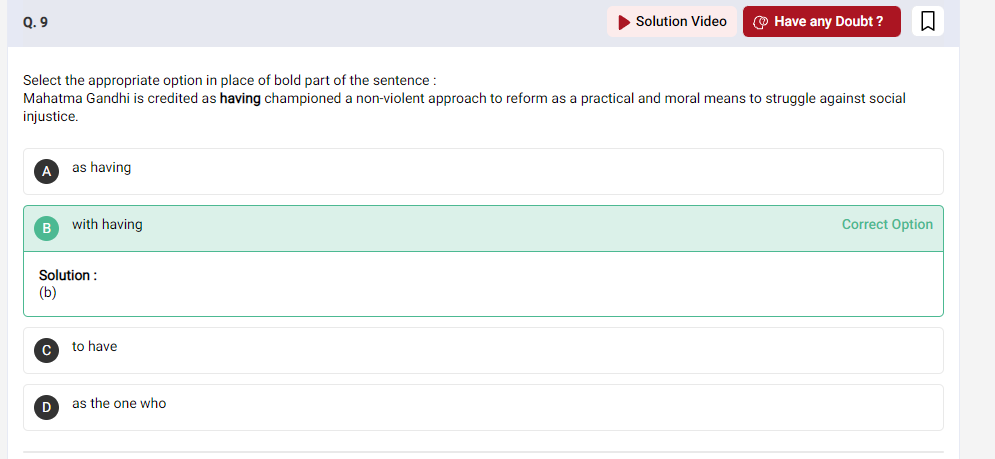 Q. 9
Solution Video
Have any Doubt ?
Select the appropriate option in place of bold part of the sentence :
Mahatma Gandhi is credited as having championed a non-violent approach to reform as a practical and moral means to struggle against social
injustice.
A as having
B with having Correct Option
Solution :
(b)
C to have
D as the one who